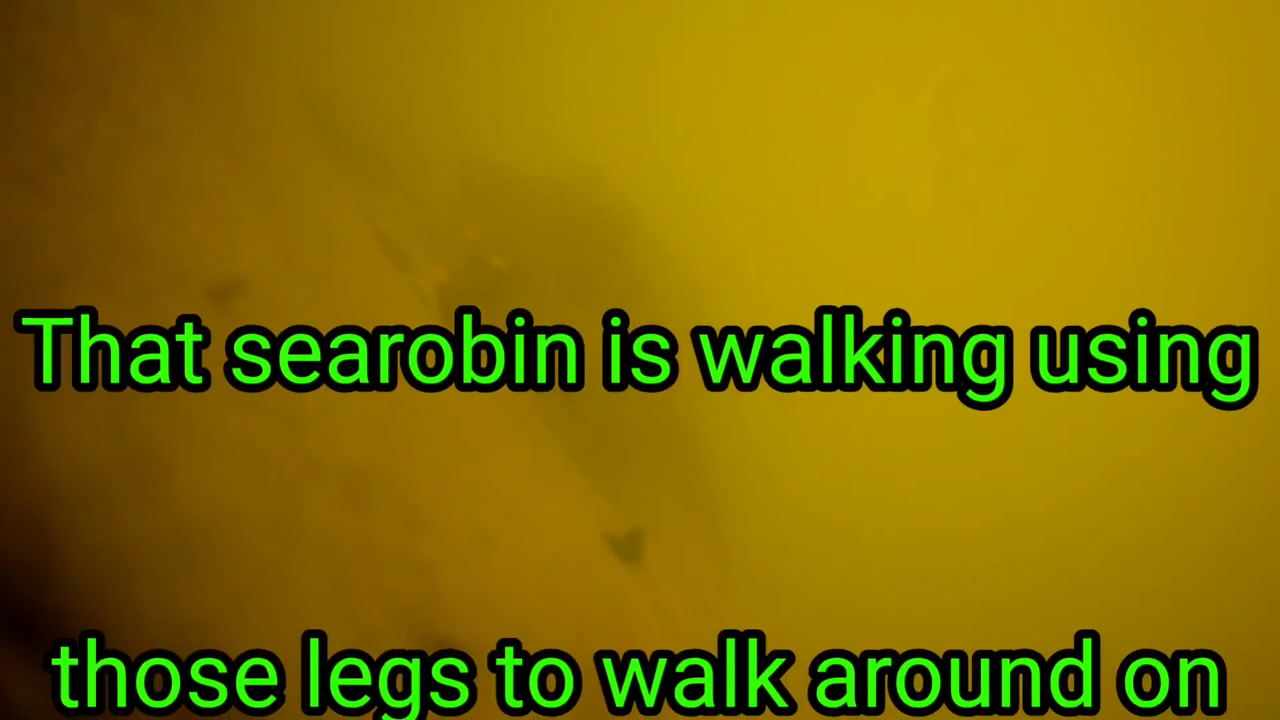 That searobin is walking using
those legs to walk around on